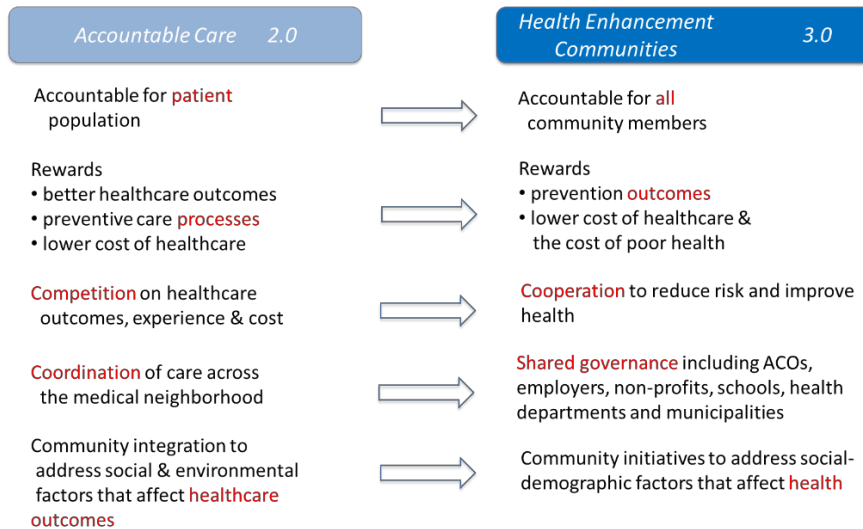 Accountable Care 2.0
Health Enhancement
Communities 3.0
Accountable for patient
population
Accountable for all
community members
Rewards
• better healthcare outcomes
• preventive care processes
• lower cost of healthcare
Rewards
• prevention outcomes
• lower cost of healthcare &
the cost of poor health
Competition on healthcare
outcomes, experience & cost
Cooperation to reduce risk and improve
health
Coordination of care across
the medical neighborhood
Shared governance including ACOs,
employers, non-profits, schools, health
departments and municipalities
Community integration to
address social & environmental
factors that affect healthcare
outcomes
Community initiatives to address social-
demographic factors that affect health